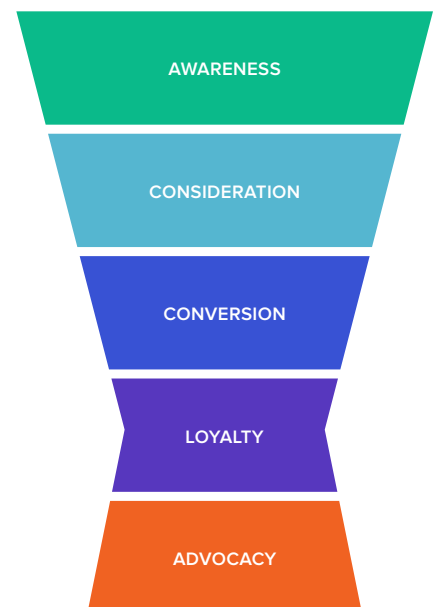 AWARENESS
CONSIDERATION
CONVERSION
LOYALTY
ADVOCACY